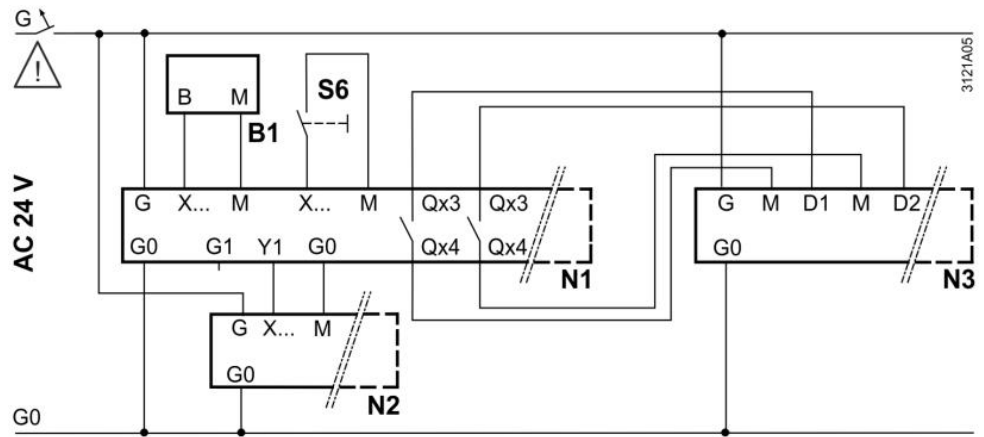 G
!
AC 24 V
3121A05
B M
B1
S6
G X... M X... M Qx3 Qx3
G0 G1 Y1 G0 Qx4 Qx4
N1
G M D1 M D2
G0
N3
G X... M
G0
N2
G0